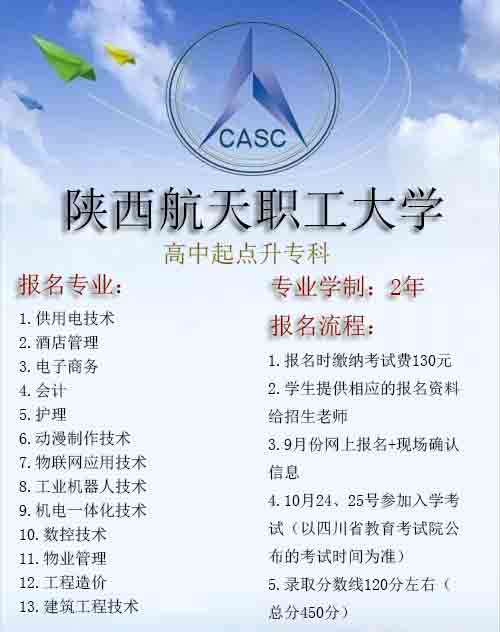 CASC
陕西航天职工大学
高中起点升专科
报名专业：
1.供用电技术
2.酒店管理
3.电子商务
4.会计
5.护理
6.动漫制作技术
7.物联网应用技术
8.工业机器人技术
9.机电一体化技术
10.数控技术
11.物业管理
12.工程造价
13.建筑工程技术
专业学制：2年
报名流程：
1.报名时缴纳考试费130元
2.学生提供相应的报名资料
给招生老师
3.9月份网上报名+现场确认
信息
4.10月24、25号参加入学考
试（以四川省教育考试院公
布的考试时间为准）
5.录取分数线120分左右（
总分450分）